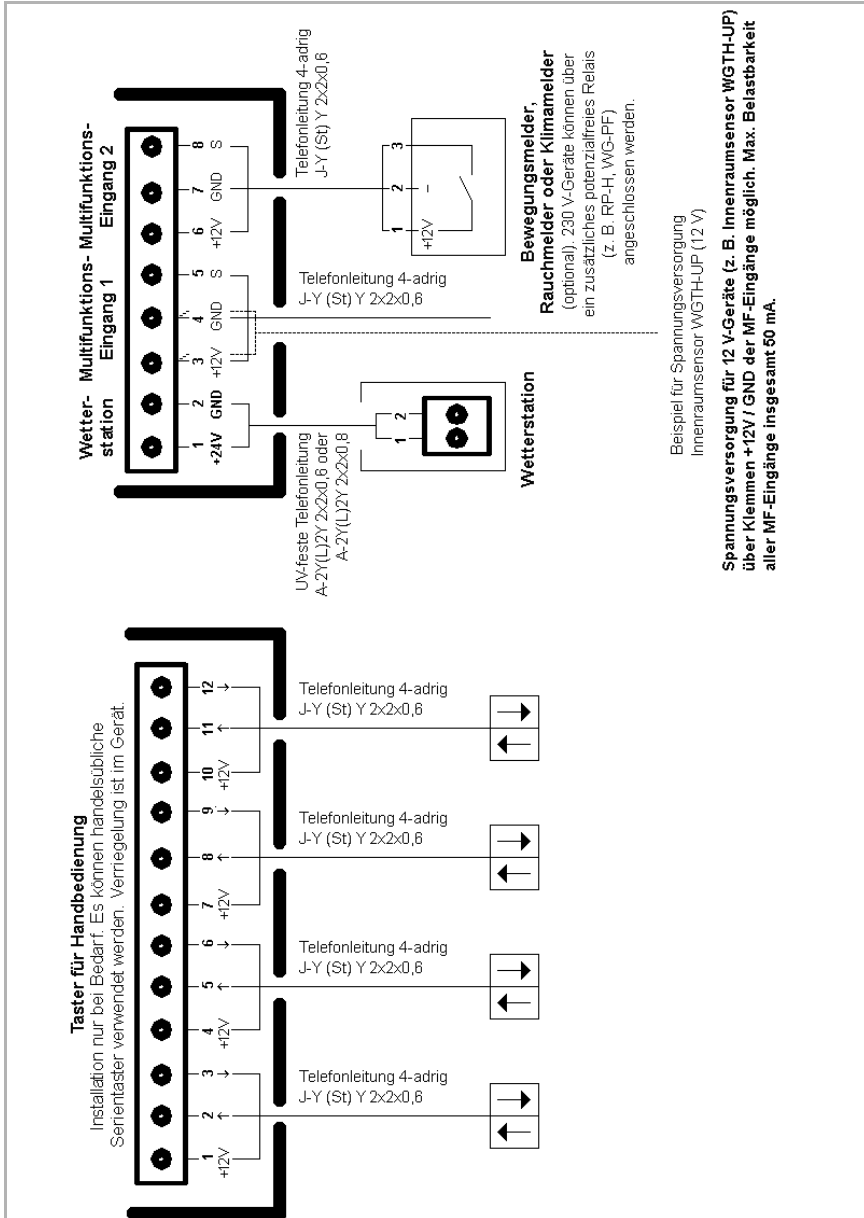 Taster für Handbedienung
Installation nur bei Bedarf. Es können handelsübliche
Serientaster verwendet werden. Verriegelung ist im Gerät.
1 2 3 4 5 6 7 8 9 10 11 12
+12V ↑ ↓ +12V ↑ ↓ +12V ↑ ↓ +12V ↑ ↓
Telefonleitung 4-adrig
J-Y (St) Y 2x2x0,6
Telefonleitung 4-adrig
J-Y (St) Y 2x2x0,6
Telefonleitung 4-adrig
J-Y (St) Y 2x2x0,6
Telefonleitung 4-adrig
J-Y (St) Y 2x2x0,6
Wetter-
station
Multifunktions-
Eingang 1
Multifunktions-
Eingang 2
1 2 3 4 5 6 7 8
+24V GND +12V GND S +12V GND S
UV-feste Telefonleitung
A-2Y(L)2Y 2x2x0,6 oder
A-2Y(L)2Y 2x2x0,8
1 2
Wetterstation
Telefonleitung 4-adrig
J-Y (St) Y 2x2x0,6
Telefonleitung 4-adrig
J-Y (St) Y 2x2x0,6
1 2 3
+12V –
Bewegungsmelder,
Rauchmelder oder Klimamelder
(optional). 230 V-Geräte können über
ein zusätzliches potenzialfreies Relais
(z. B. RP-H, WG-PF)
angeschlossen werden.
Beispiel für Spannungsversorgung
Innenraumsensor WGTH-UP (12 V)
Spannungsversorgung für 12 V-Geräte (z. B. Innenraumsensor WGTH-UP)
über Klemmen +12V / GND der MF-Eingänge möglich. Max. Belastbarkeit
aller MF-Eingänge insgesamt 50 mA.